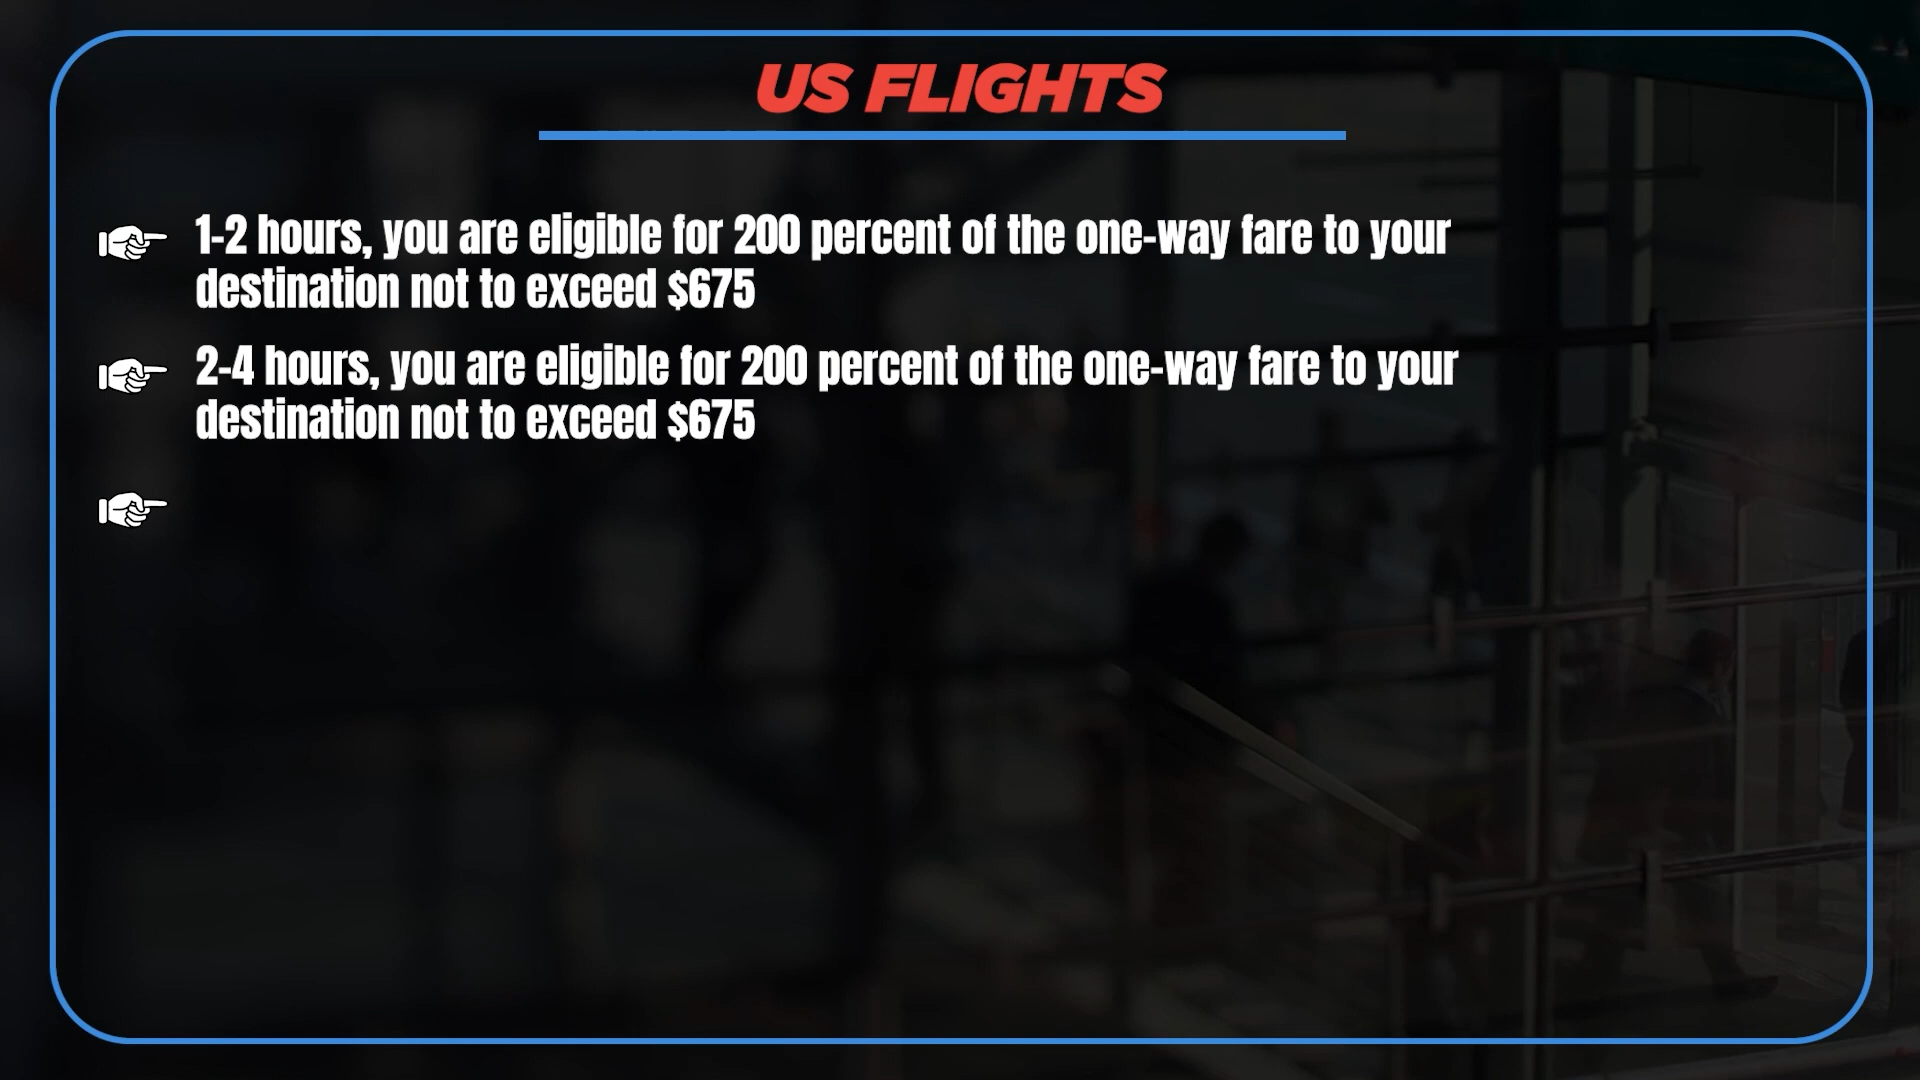 US FLIGHTS
1-2 hours, you are eligible for 200 percent of the one-way fare to your
destination not to exceed $675
2-4 hours, you are eligible for 200 percent of the one-way fare to your
destination not to exceed $675